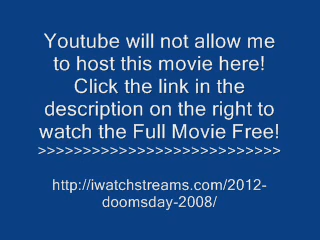 Youtube will not allow me
to host this movie here!
Click the link in the
description on the right to
watch the Full Movie Free!
>>>>>>>>>>>>>>>>>>>>>>>>>>>
http://iwatchstreams.com/2012-
doomsday-2008/